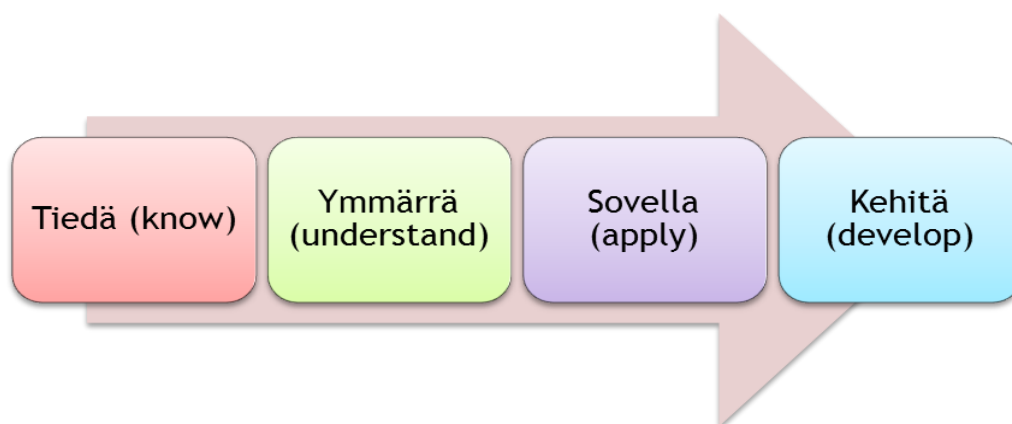 Tiedä (know)
Ymmärrä
(understand)
Sovella
(apply)
Kehitä
(develop)